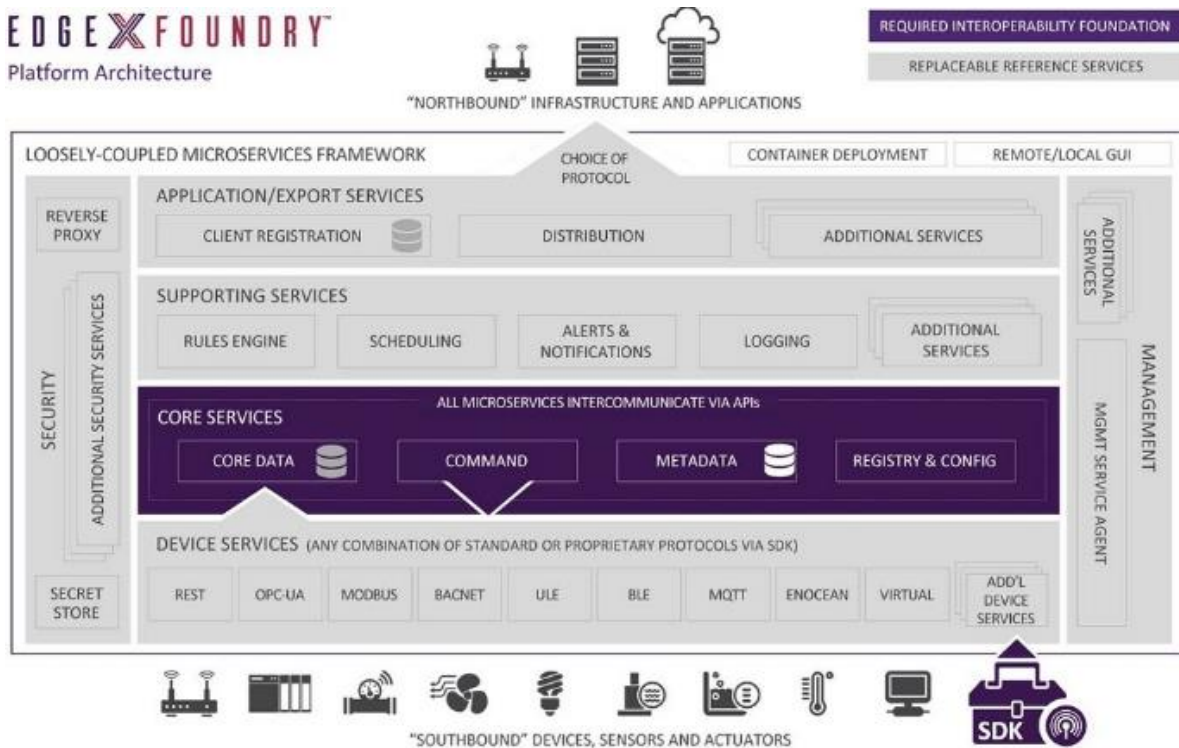 EDGE X FOUNDRY™
Platform Architecture
REQUIRED INTEROPERABILITY FOUNDATION
REPLACEABLE REFERENCE SERVICES
"NORTHBOUND" INFRASTRUCTURE AND APPLICATIONS
LOOSELY-COUPLED MICROSERVICES FRAMEWORK
CHOICE OF
PROTOCOL
CONTAINER DEPLOYMENT
REMOTE/LOCAL GUI
SECURITY
REVERSE
PROXY
ADDITIONAL SECURITY SERVICES
SECRET
STORE
APPLICATION/EXPORT SERVICES
CLIENT REGISTRATION
DISTRIBUTION
ADDITIONAL SERVICES
SUPPORTING SERVICES
RULES ENGINE
SCHEDULING
ALERTS &
NOTIFICATIONS
LOGGING
ADDITIONAL
SERVICES
ALL MICROSERVICES INTERCOMMUNICATE VIA APIs
CORE SERVICES
CORE DATA
COMMAND
METADATA
REGISTRY & CONFIG
DEVICE SERVICES (ANY COMBINATION OF STANDARD OR PROPRIETARY PROTOCOLS VIA SDK)
REST
OPC-UA
MODBUS
BACNET
ULE
BLE
MQTT
ENOCEAN
VIRTUAL
ADD'L
DEVICE
SERVICES
ADDITIONAL
SERVICES
MGMT SERVICE AGENT
MANAGEMENT
SDK
"SOUTHBOUND" DEVICES, SENSORS AND ACTUATORS